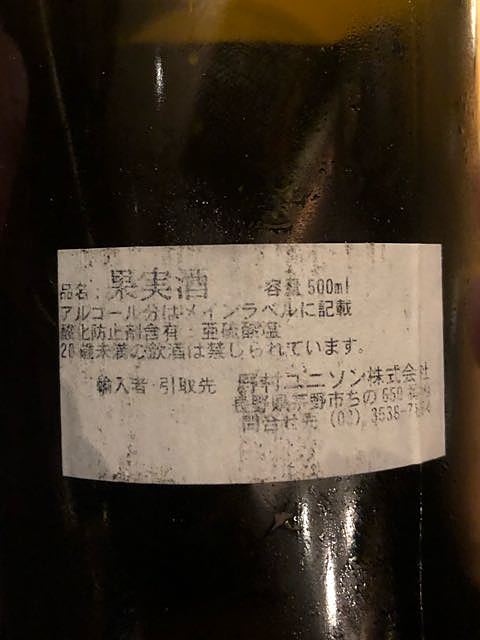 品名: 果実酒 容量 500ml
アルコール分はメインラベルに記載
酸化防止剤含有・亜硫酸塩
20歳未満の飲酒は禁じられています。
輸入者・引取先 野村ユニソン株式会社
長野県茅野市ちの650
問合せ先 (03) 3538-